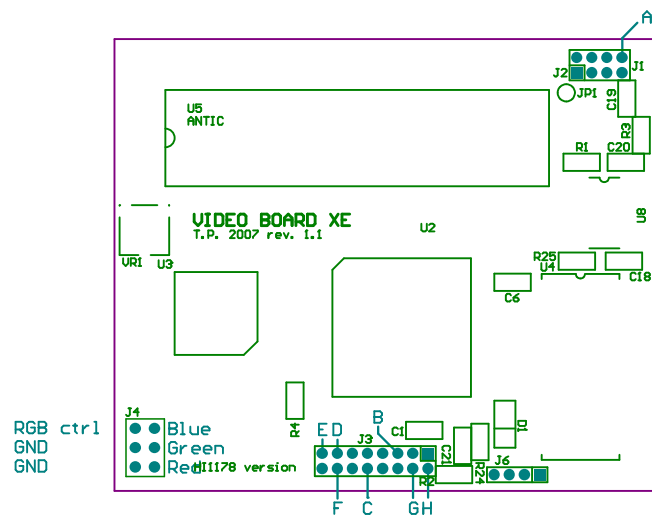 A
J2
J1
U5
ANTIC
JP1
C19
R3
R1
C20
VIDEO BOARD XE
T.P. 2007 rev. 1.1
U2
U8
VR1
U3
R25
U4
C18
C6
J4
RGB ctrl
Blue
GND
Green
GND
Red
HI1178 version
R4
E D
B
J3
C1
C21
D1
R24
J6
R2
F
C
G H